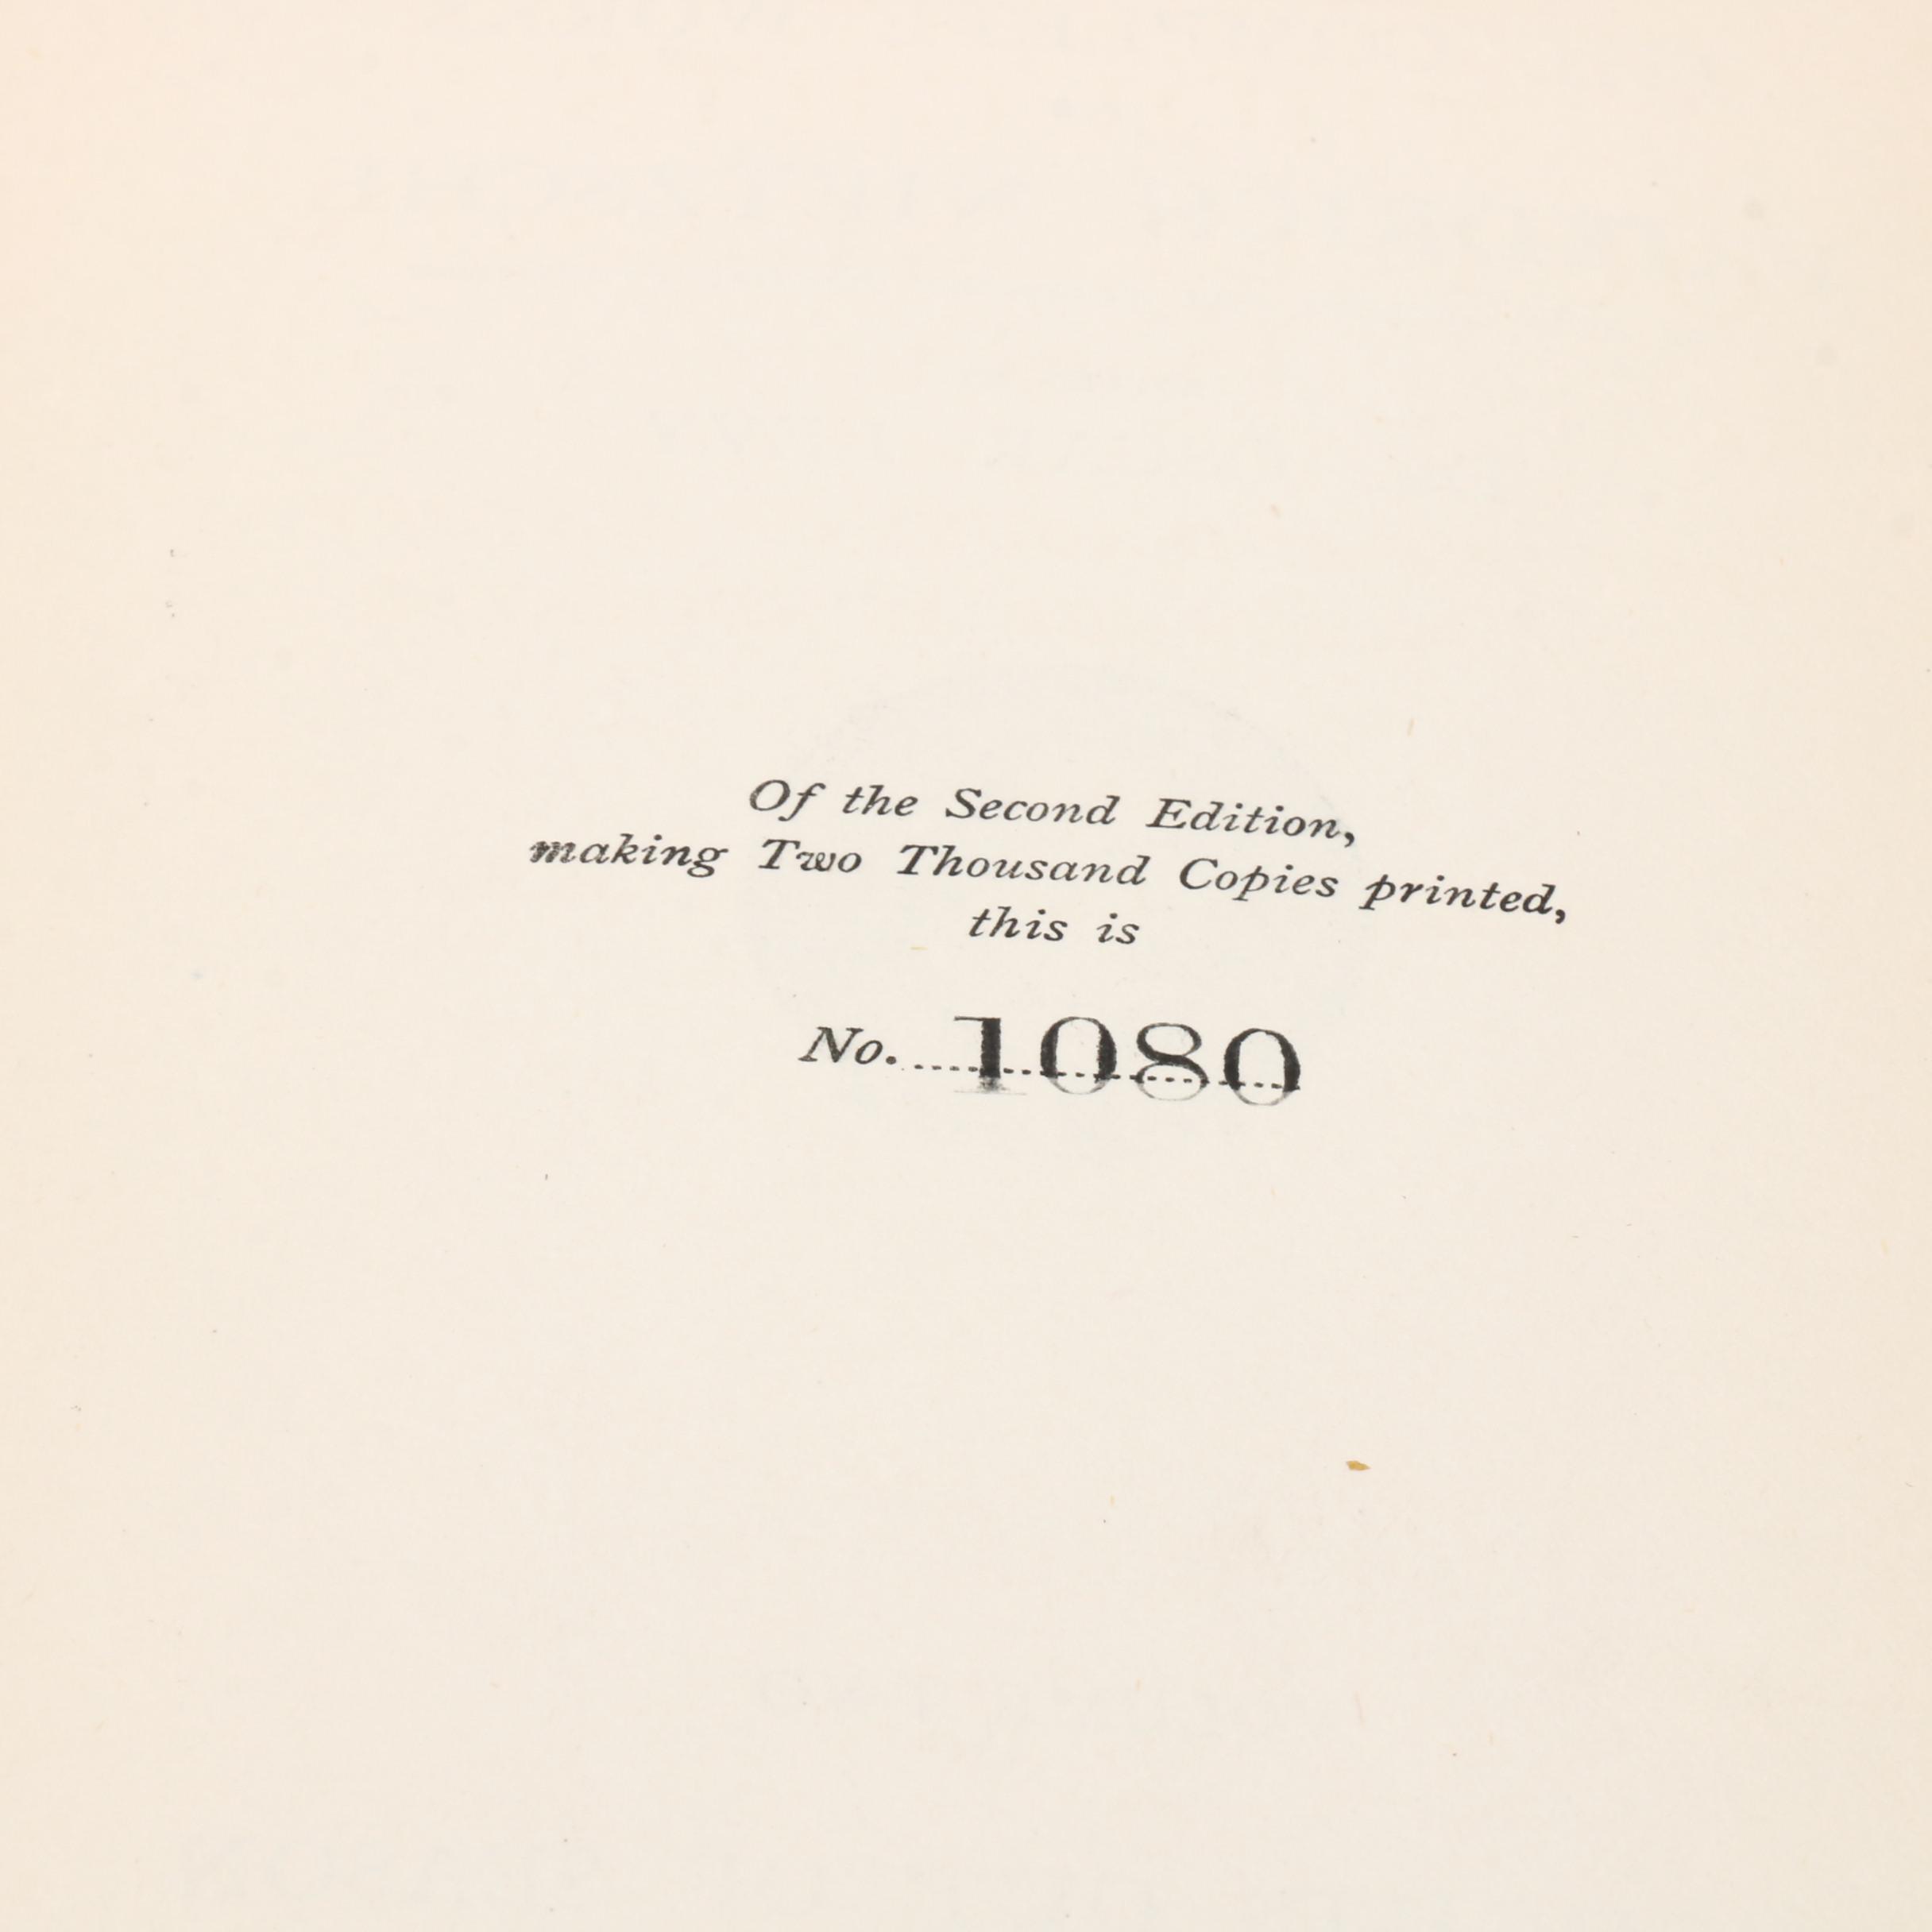 Of the Second Edition,
making Two Thousand Copies printed,
this is
No. 1080